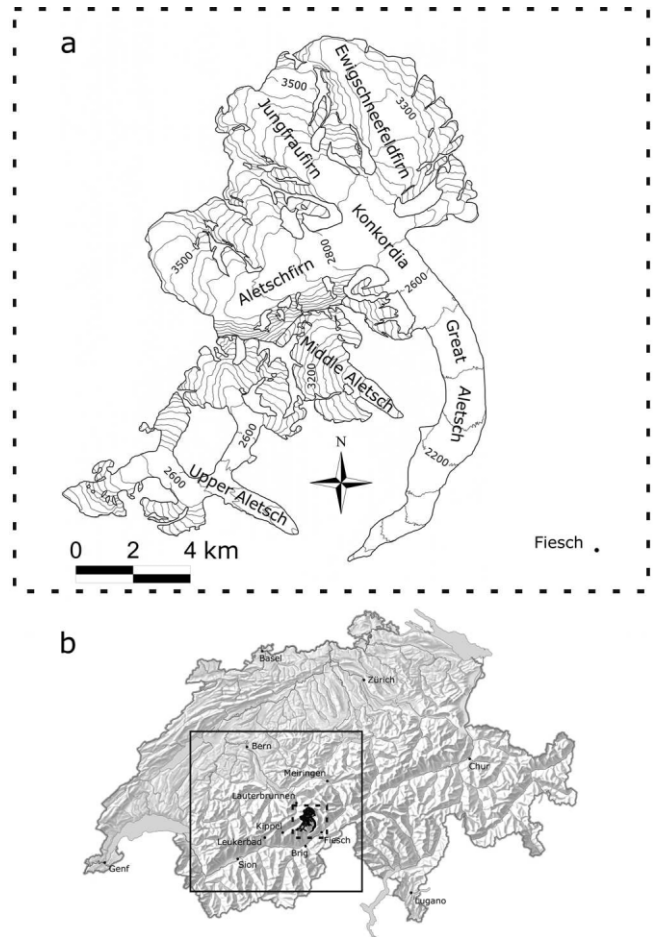 a
3500
Ewigschneefeldfirn
3300
Jungfraufirn
Konkordia
3500
2800
Aletschfirn
2600
Great
Middle Aletsch
3200
Aletsch
2600
2200
N
2600
Upper Aletsch
0 2 4 km
Fiesch
b
Basel
Zürich
Bern
Chur
Meiringen
Lauterbrunnen
Kippel
Leukerbad
Fiesch
Brig
Sion
Genf
Lugano